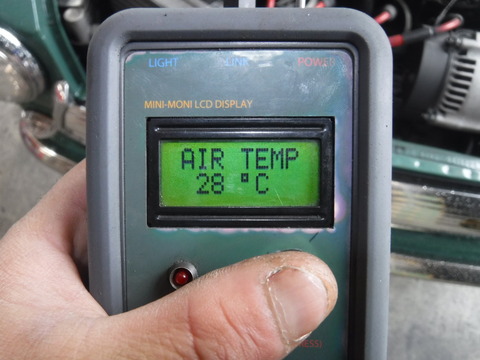 LIGHT LINK POWER
MINI-MONI LCD DISPLAY
AIR TEMP
28 °C